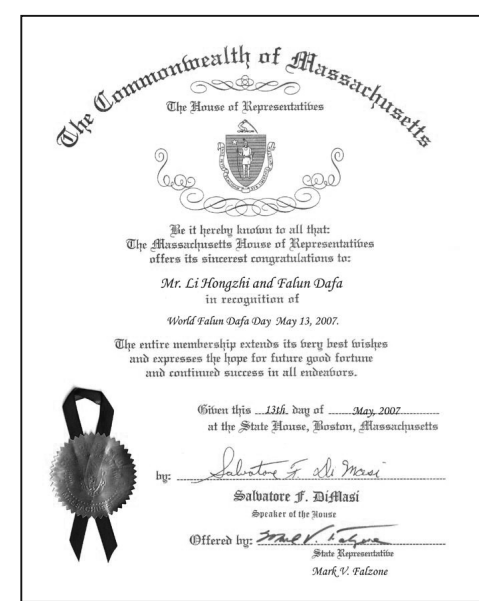 The Commonwealth of Massachusetts
The House of Representatives
Be it hereby known to all that:
The Massachusetts House of Representatives
offers its sincerest congratulations to:
Mr. Li Hongzhi and Falun Dafa
in recognition of
World Falun Dafa Day May 13, 2007.
The entire membership extends its very best wishes
and expresses the hope for future good fortune
and continued success in all endeavors.
Given this 13th day of May, 2007
at the State House, Boston, Massachusetts
by: Salvatore F. Di Masi
Salvatore F. DiMasi
Speaker of the House
Offered by: Mark V. Falzone
State Representative
Mark V. Falzone